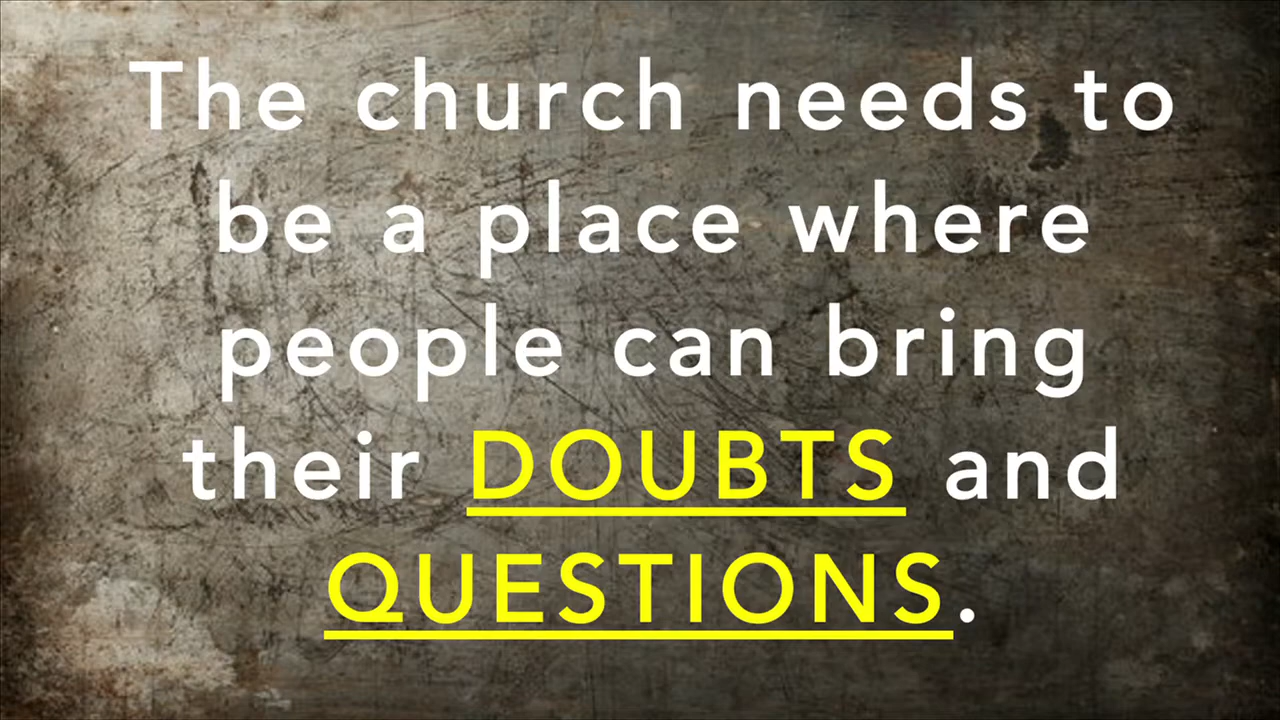 The church needs to
be a place where
people can bring
their DOUBTS and
QUESTIONS.